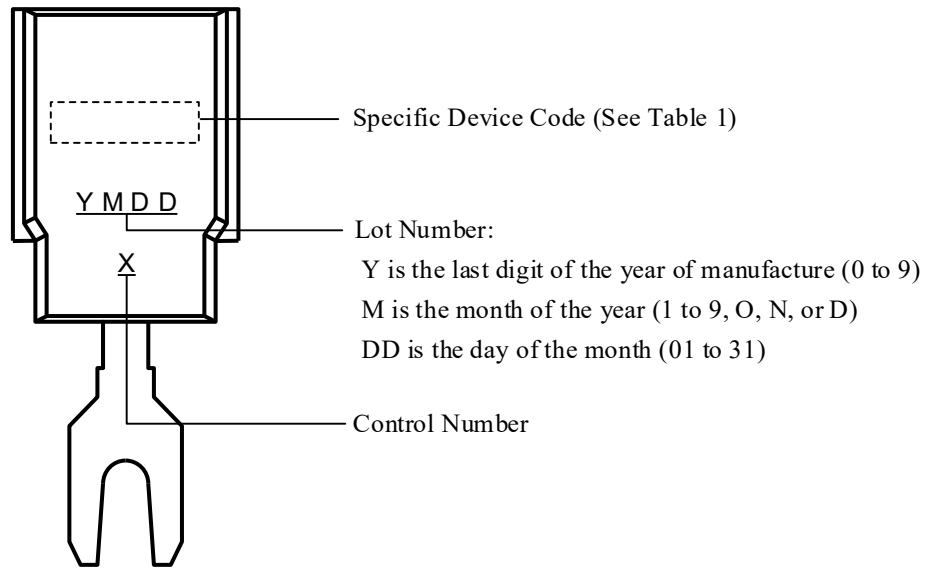 Specific Device Code (See Table 1)
Y M D D
Lot Number:
Y is the last digit of the year of manufacture (0 to 9)
X
M is the month of the year (1 to 9, O, N, or D)
DD is the day of the month (01 to 31)
Control Number